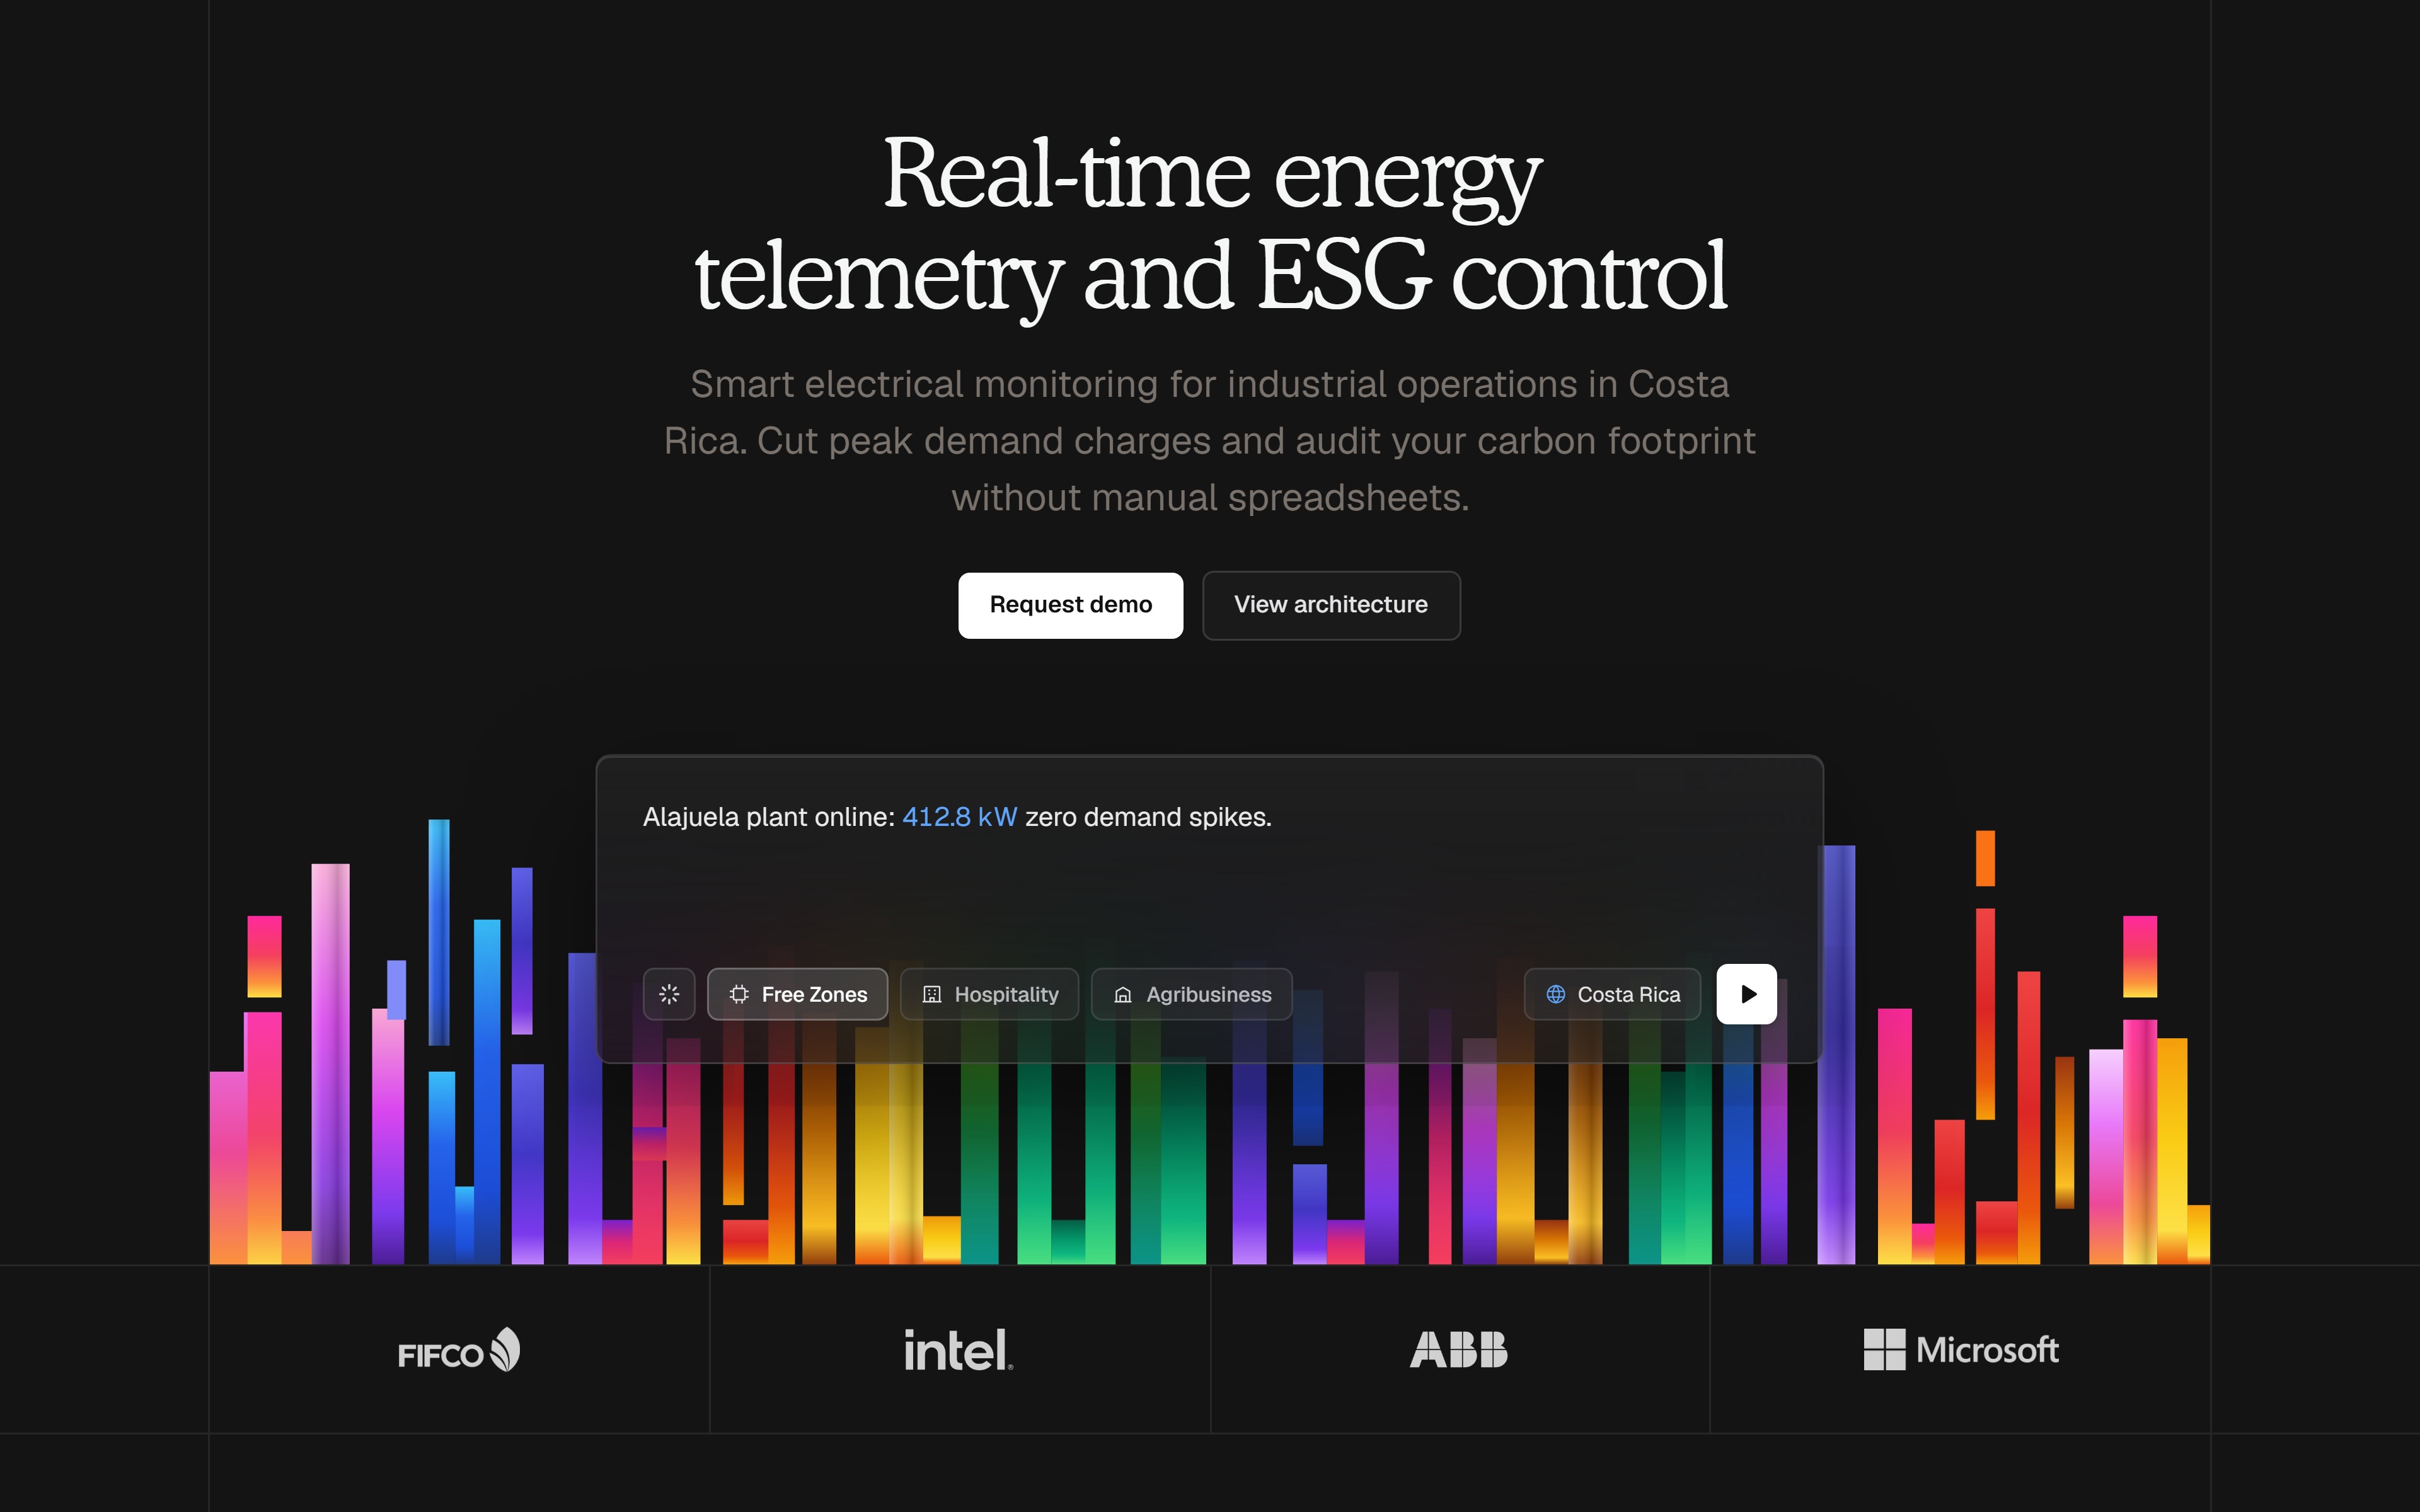 Real-time energy
telemetry and ESG control
Smart electrical monitoring for industrial operations in Costa
Rica. Cut peak demand charges and audit your carbon footprint
without manual spreadsheets.
Request demo
View architecture
Alajuela plant online: 412.8 kW zero demand spikes.
Free Zones
Hospitality
Agribusiness
Costa Rica
FIFCO
intel®
ABB
Microsoft